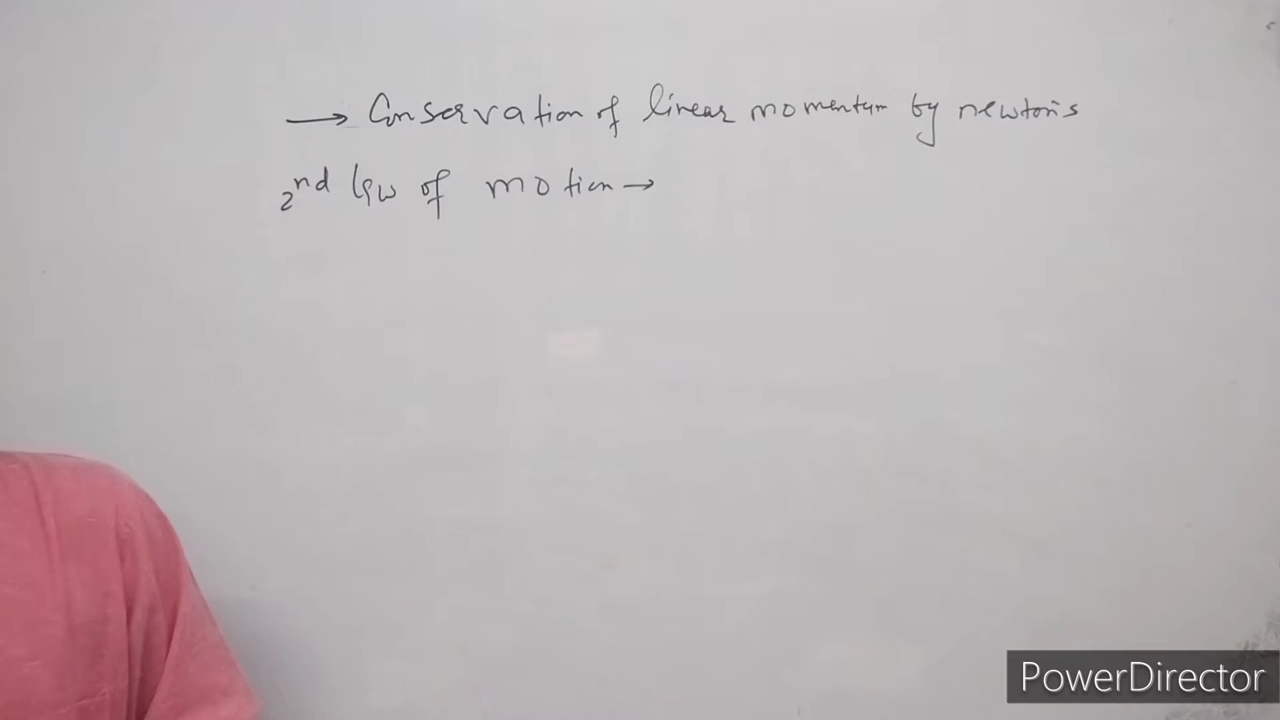 → Conservation of linear momentum by newton's
2nd law of motion →
PowerDirector